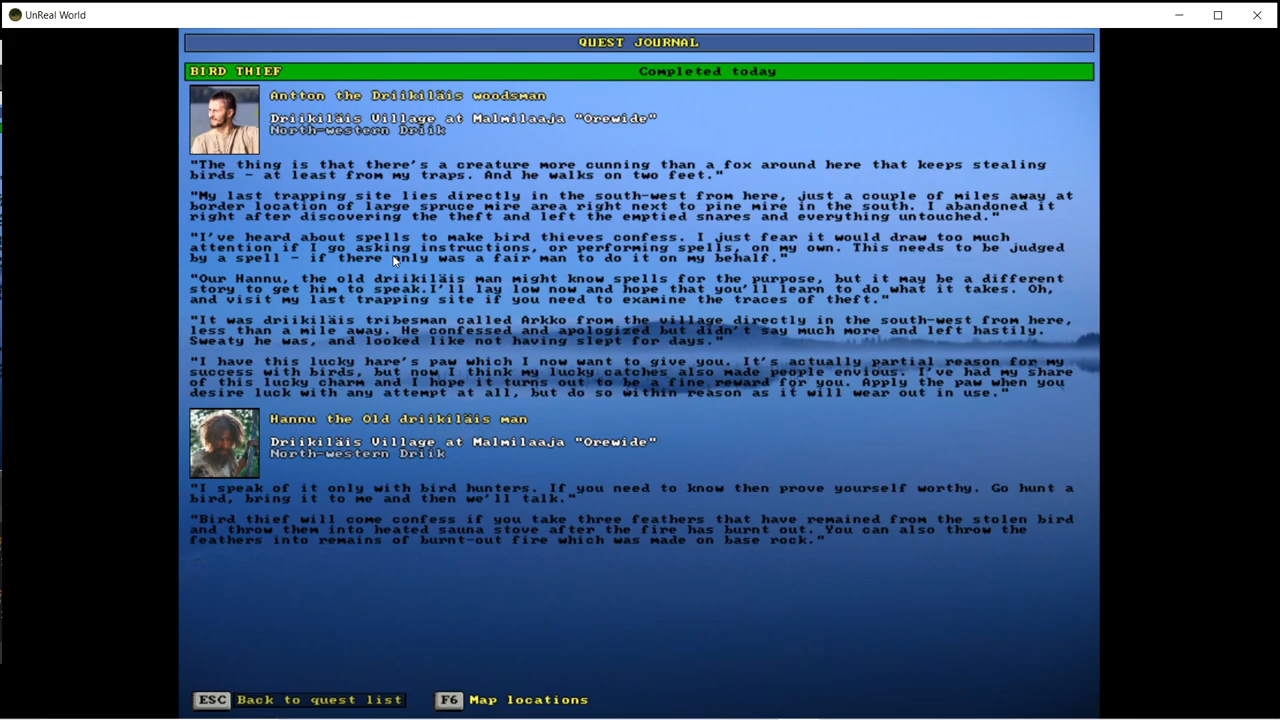 UnReal World
QUEST JOURNAL
BIRD THIEF Completed today
Antton the Driikiläis woodsman
Driikiläis Village at Malmilaaja "Orewide"
North-western Driik
"The thing is that there's a creature more cunning than a fox around here that keeps stealing
birds - at least from my traps. And he walks on two feet."
"My last trapping site lies directly in the south-west from here, just a couple of miles away at
border location of large spruce mire area right next to pine mire in the south. I abandoned it
right after discovering the theft and left the emptied snares and everything untouched."
"I've heard about spells to make bird thieves confess. I just fear it would draw too much
attention if I go asking instructions, or performing spells, on my own. This needs to be judged
by a spell - if there only was a fair man to do it on my behalf."
"Our Hannu, the old driikiläis man might know spells for the purpose, but it may be a different
story to get him to speak.I'll lay low now and hope that you'll learn to do what it takes. Oh,
and visit my last trapping site if you need to examine the traces of theft."
"It was driikiläis tribesman called Arkko from the village directly in the south-west from here,
less than a mile away. He confessed and apologized but didn't say much more and left hastily.
Sweaty he was, and looked like not having slept for days."
"I have this lucky hare's paw which I now want to give you. It's actually partial reason for my
success with birds, but now I think my lucky catches also made people envious. I've had my share
of this lucky charm and I hope it turns out to be a fine reward for you. Apply the paw when you
desire luck with any attempt at all, but do so within reason as it will wear out in use."
Hannu the Old driikiläis man
Driikiläis Village at Malmilaaja "Orewide"
North-western Driik
"I speak of it only with bird hunters. If you need to know then prove yourself worthy. Go hunt a
bird, bring it to me and then we'll talk."
"Bird thief will come confess if you take three feathers that have remained from the stolen bird
and throw them into heated sauna stove after the fire has burnt out. You can also throw the
feathers into remains of burnt-out fire which was made on base rock."
ESC Back to quest list F6 Map locations